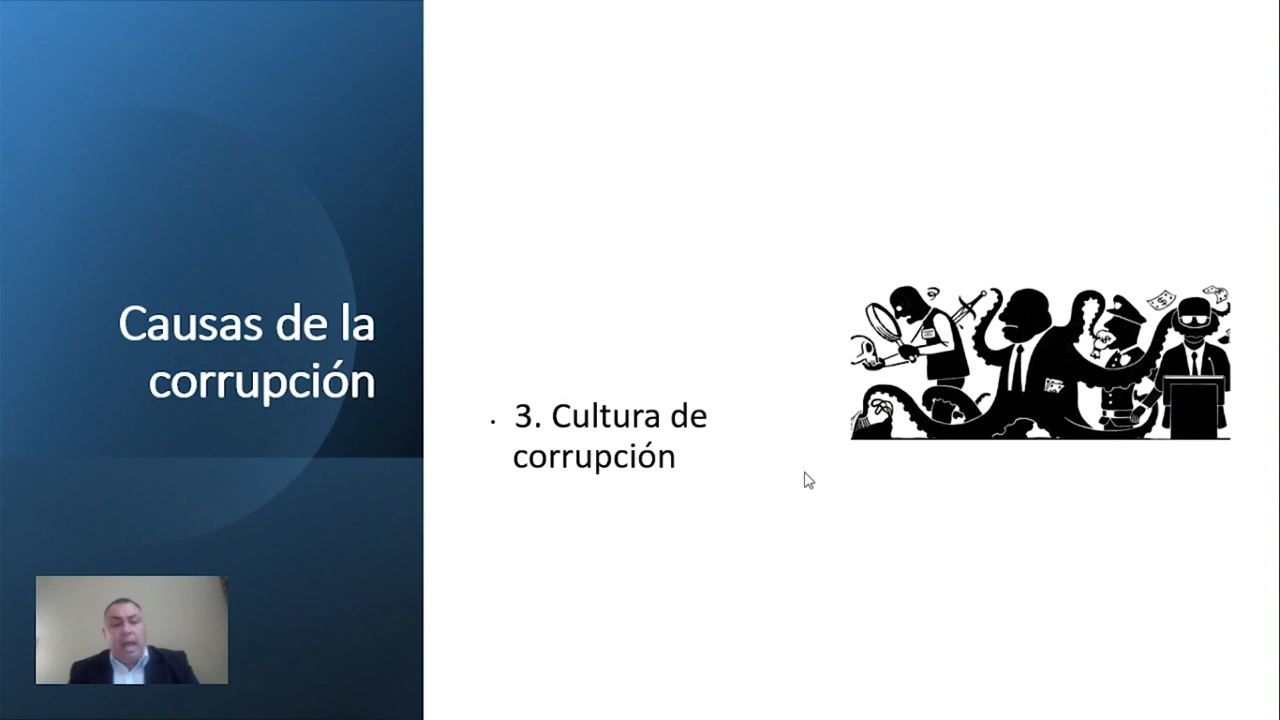 Causas de la
corrupción
3. Cultura de
corrupción